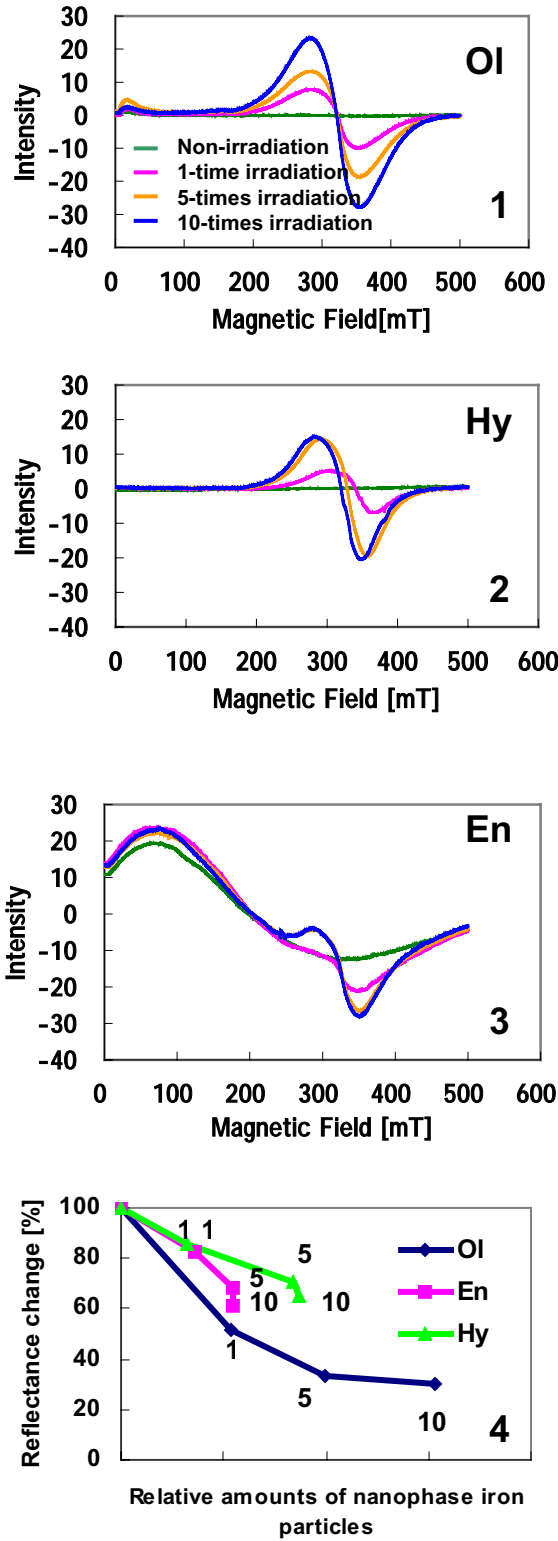 30
20
10
0
-10
-20
-30
-40
Intensity
Ol
Non-irradiation
1-time irradiation
5-times irradiation
10-times irradiation
1
0 100 200 300 400 500 600
Magnetic Field[mT]
30
20
10
0
-10
-20
-30
-40
Intensity
Hy
2
0 100 200 300 400 500 600
Magnetic Field [mT]
30
20
10
0
-10
-20
-30
-40
Intensity
En
3
0 100 200 300 400 500 600
Magnetic Field [mT]
100
80
60
40
20
0
Reflectance change [%]
1 1
5
5
10 10
1
5
10
Ol
En
Hy
4
Relative amounts of nanophase iron
particles